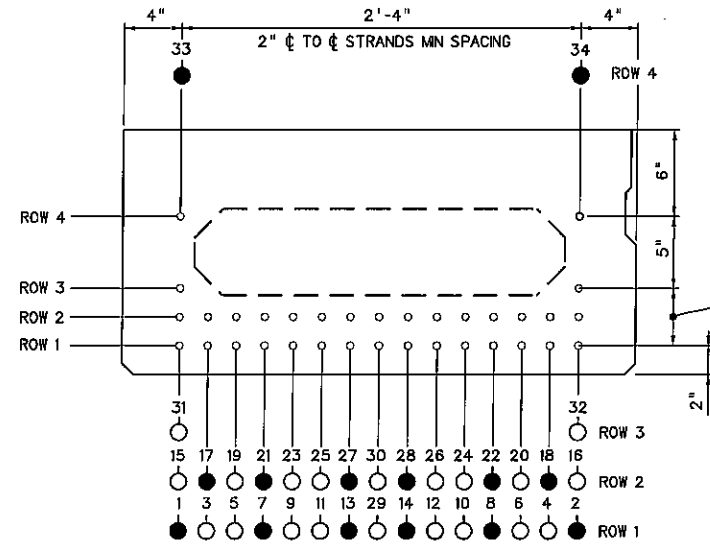 4" 2'-4" 4"
33 2" ℄ TO ℄ STRANDS MIN SPACING 34
ROW 4
6"
ROW 4
5"
ROW 3
ROW 2
ROW 1
2"
31 32
ROW 3
15 17 19 21 23 25 27 30 28 26 24 22 20 18 16
ROW 2
1 3 5 7 9 11 13 29 14 12 10 8 6 4 2
ROW 1